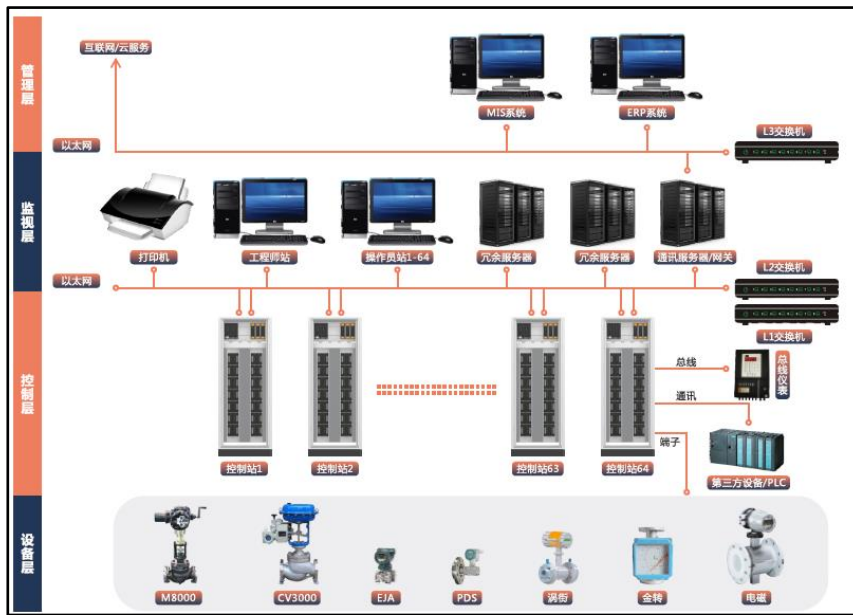 管理层
互联网/云服务
MIS系统
ERP系统
L3交换机
以太网
监视层
打印机
工程师站
操作员站1-64
冗余服务器
冗余服务器
通讯服务器/网关
以太网
L2交换机
L1交换机
控制层
总线
总线仪表
通讯
端子
控制站1
控制站2
控制站63
控制站64
第三方设备/PLC
设备层
M8000
CV3000
EJA
PDS
涡街
金转
电磁